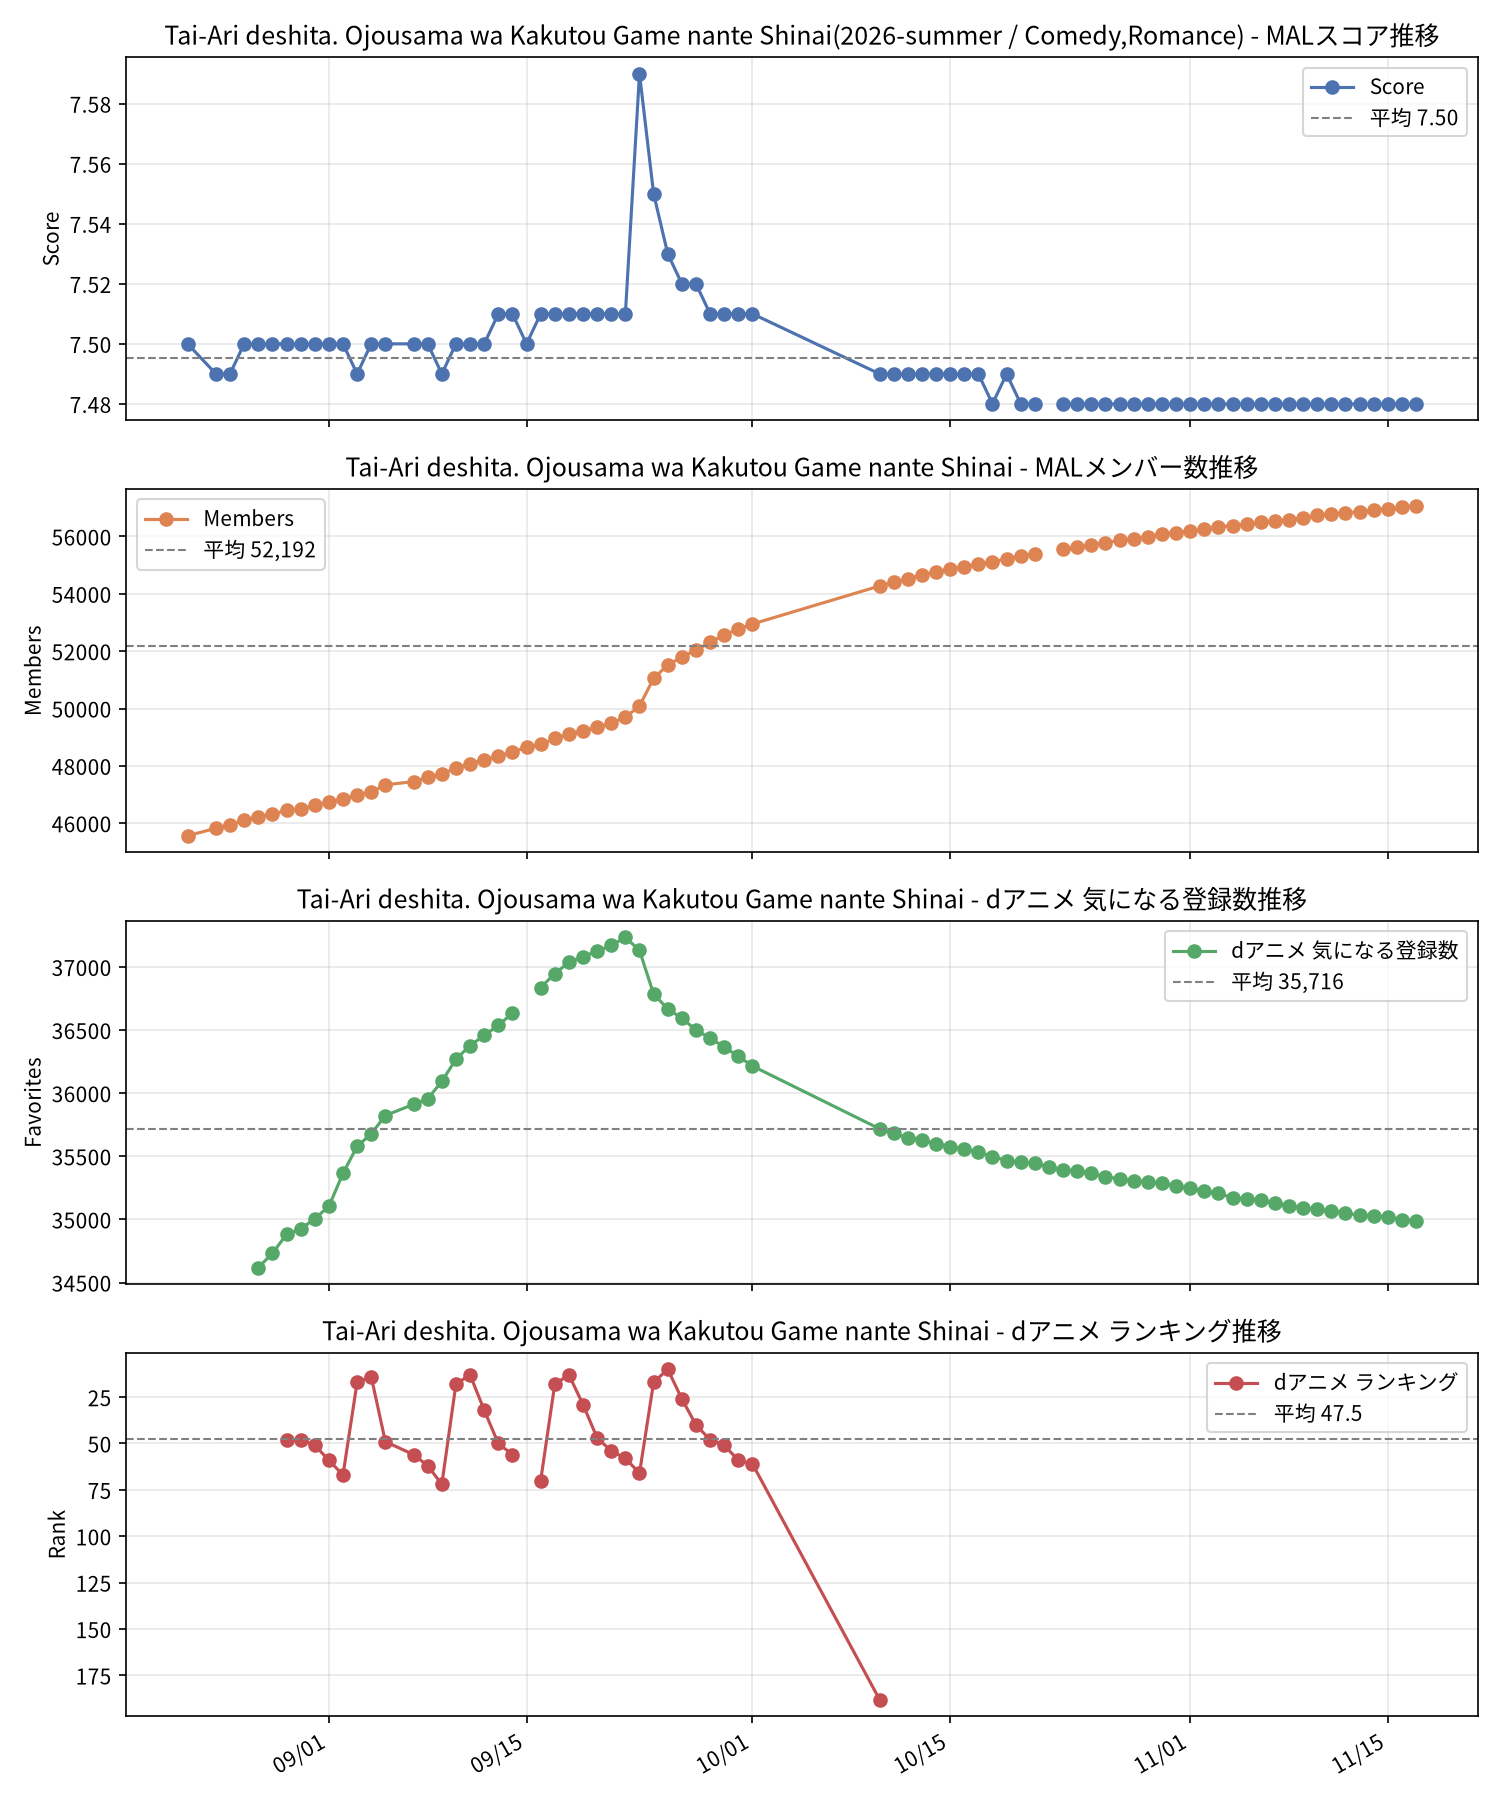 Tai-Ari deshita. Ojousama wa Kakutou Game nante Shinai(2026-summer / Comedy,Romance) - MALスコア推移
Score
平均 7.50
7.58
7.56
7.54
7.52
7.50
7.48
Score
Tai-Ari deshita. Ojousama wa Kakutou Game nante Shinai - MALメンバー数推移
Members
平均 52,192
56000
54000
52000
50000
48000
46000
Members
Tai-Ari deshita. Ojousama wa Kakutou Game nante Shinai - dアニメ 気になる登録数推移
dアニメ 気になる登録数
平均 35,716
37000
36500
36000
35500
35000
34500
Favorites
Tai-Ari deshita. Ojousama wa Kakutou Game nante Shinai - dアニメ ランキング推移
dアニメ ランキング
平均 47.5
25
50
75
100
125
150
175
Rank
09/01
09/15
10/01
10/15
11/01
11/15